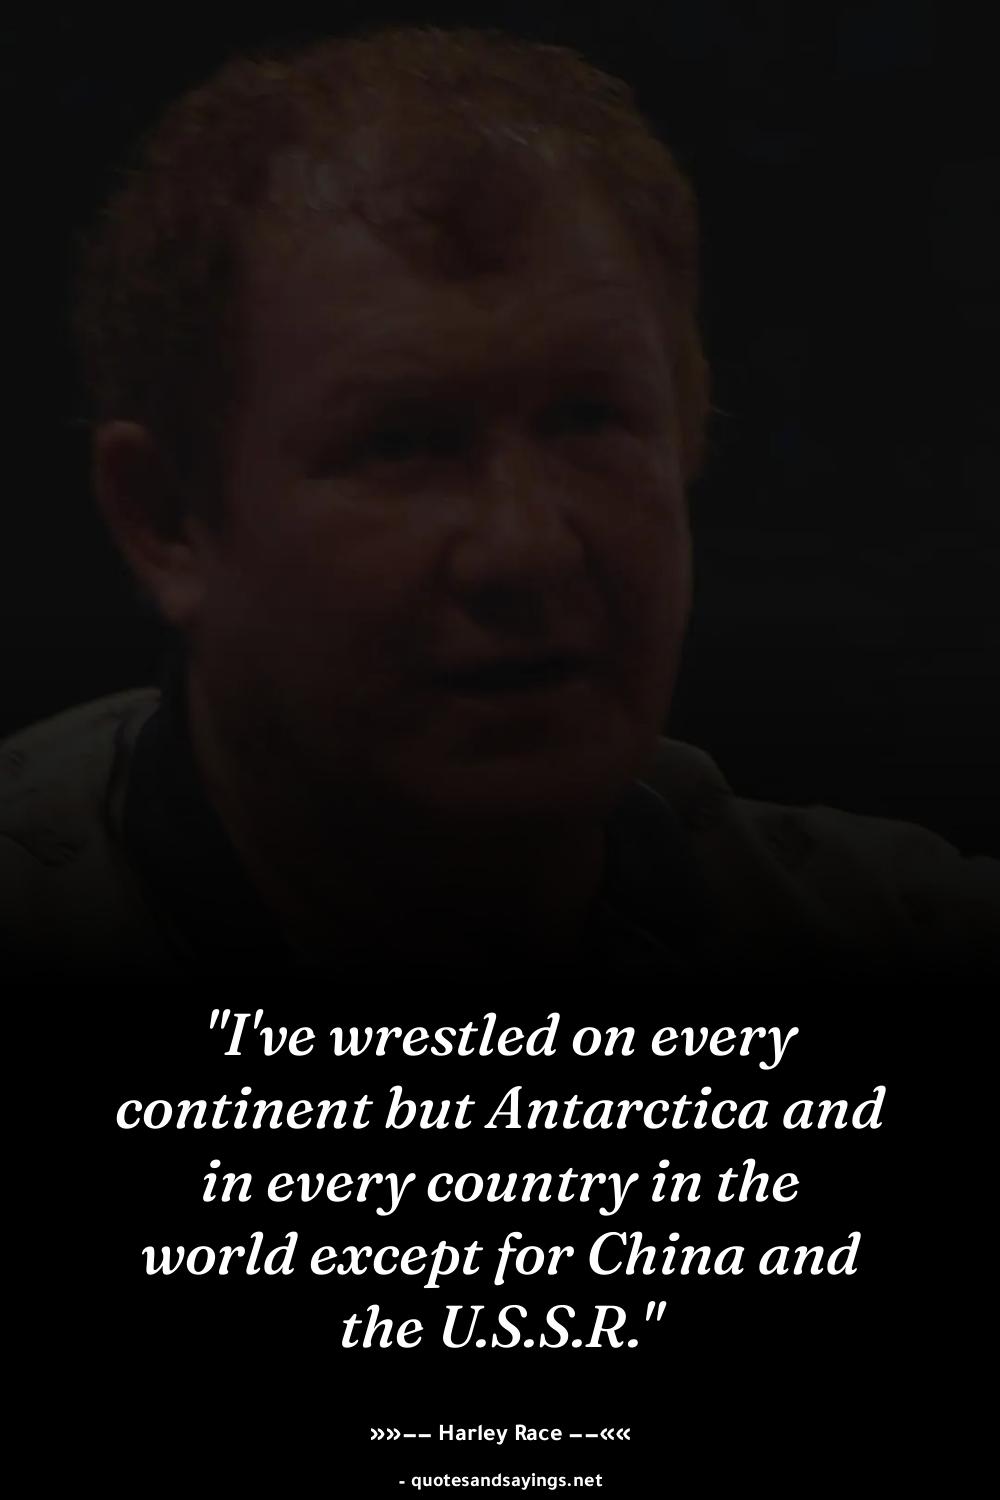 "I've wrestled on every
continent but Antarctica and
in every country in the
world except for China and
the U.S.S.R."
»»−− Harley Race −−««
- quotesandsayings.net